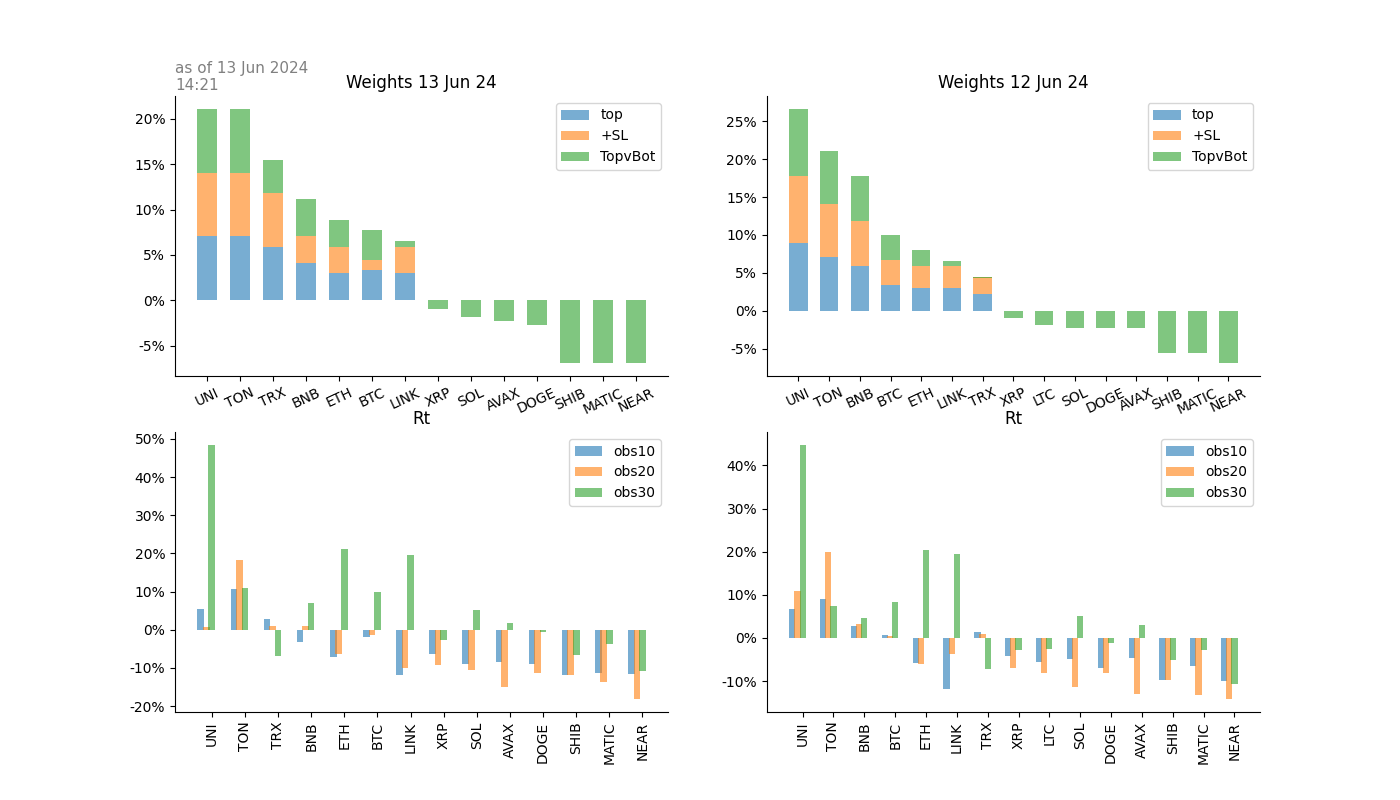 as of 13 Jun 2024
14:21
Weights 13 Jun 24
20%
15%
10%
5%
0%
-5%
top
+SL
TopvBot
UNI TON TRX BNB ETH BTC LINK XRP SOL AVAX DOGE SHIB MATIC NEAR
Weights 12 Jun 24
25%
20%
15%
10%
5%
0%
-5%
top
+SL
TopvBot
UNI TON BNB BTC ETH LINK TRX XRP LTC SOL DOGE AVAX SHIB MATIC NEAR
Rt
50%
40%
30%
20%
10%
0%
-10%
-20%
obs10
obs20
obs30
UNI TON TRX BNB ETH BTC LINK XRP SOL AVAX DOGE SHIB MATIC NEAR
Rt
40%
30%
20%
10%
0%
-10%
obs10
obs20
obs30
UNI TON BNB BTC ETH LINK TRX XRP LTC SOL DOGE AVAX SHIB MATIC NEAR